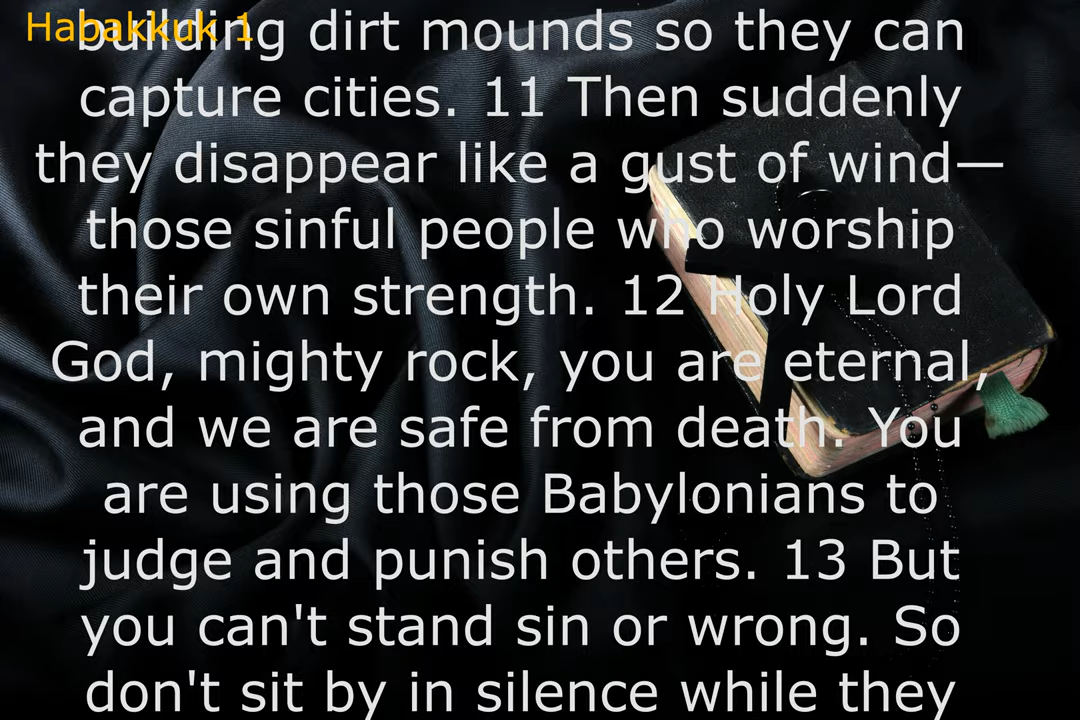 Habakkuk 1
building dirt mounds so they can
capture cities. 11 Then suddenly
they disappear like a gust of wind—
those sinful people who worship
their own strength. 12 Holy Lord
God, mighty rock, you are eternal,
and we are safe from death. You
are using those Babylonians to
judge and punish others. 13 But
you can't stand sin or wrong. So
don't sit by in silence while they